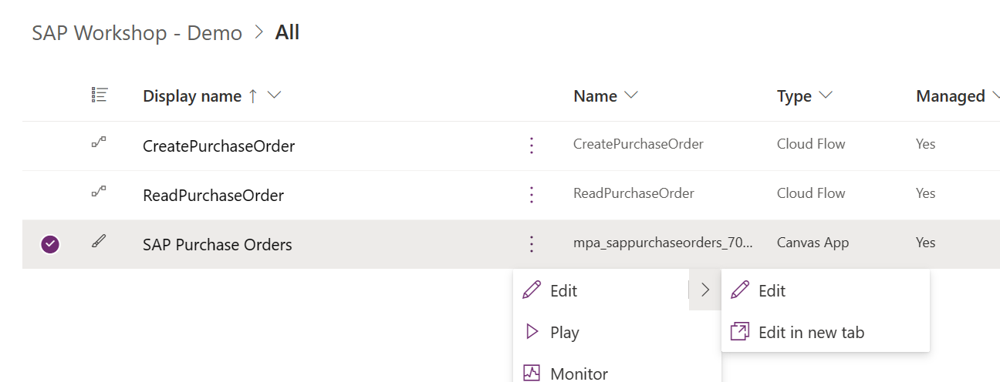 SAP Workshop - Demo > All
Display name ↑ Name Type Managed
CreatePurchaseOrder CreatePurchaseOrder Cloud Flow Yes
ReadPurchaseOrder ReadPurchaseOrder Cloud Flow Yes
SAP Purchase Orders mpa_sappurchaseorders_70... Canvas App Yes
Edit Edit
Play Edit in new tab
Monitor